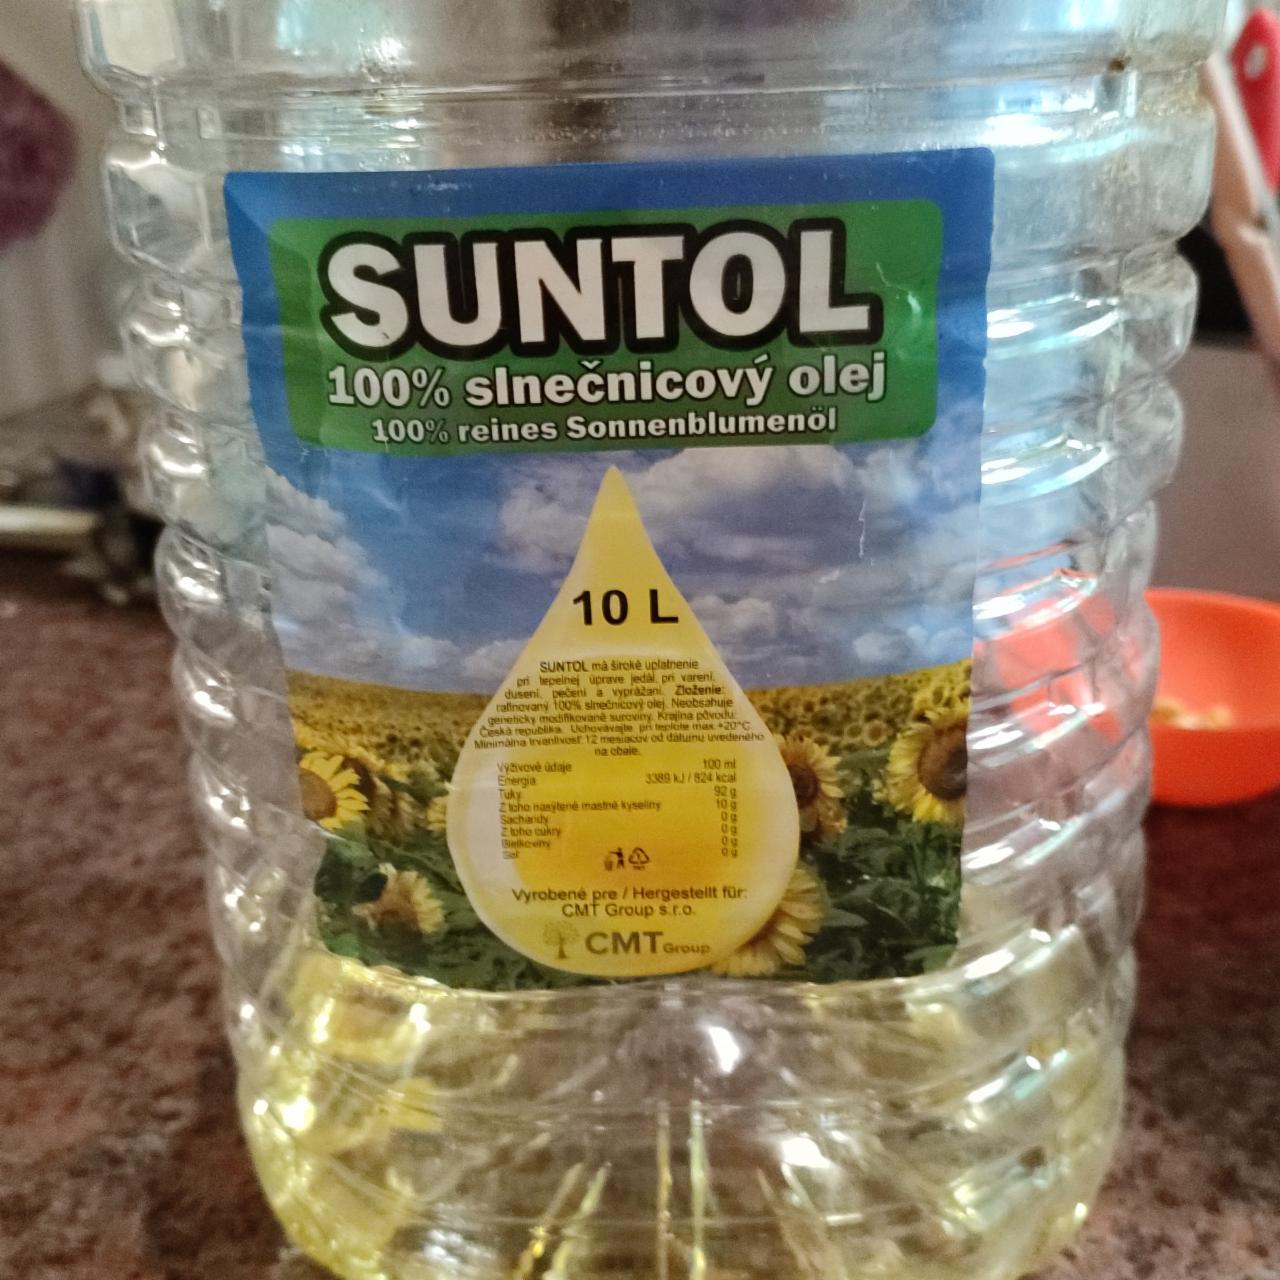 SUNTOL
100% slnečnicový olej
100% reines Sonnenblumenöl
10 L
SUNTOL má široké uplatnenie
pri tepelnej úprave jedál, pri varení,
dusení, pečení a vyprážaní. Zloženie:
rafinovaný 100% slnečnicový olej. Neobsahuje
geneticky modifikované suroviny. Krajina pôvodu:
Česká republika. Uchovávajte pri teplote max +20°C.
Minimálna trvanlivosť: 12 mesiacov od dátumu uvedeného
na obale.
Výživové údaje 100 ml
Energia 3389 kJ / 824 kcal
Tuky 92 g
Z toho nasýtené mastné kyseliny 10 g
Sacharidy 0 g
Z toho cukry 0 g
Bielkoviny 0 g
Soľ 0 g
Vyrobené pre / Hergestellt für:
CMT Group s.r.o.
CMT Group